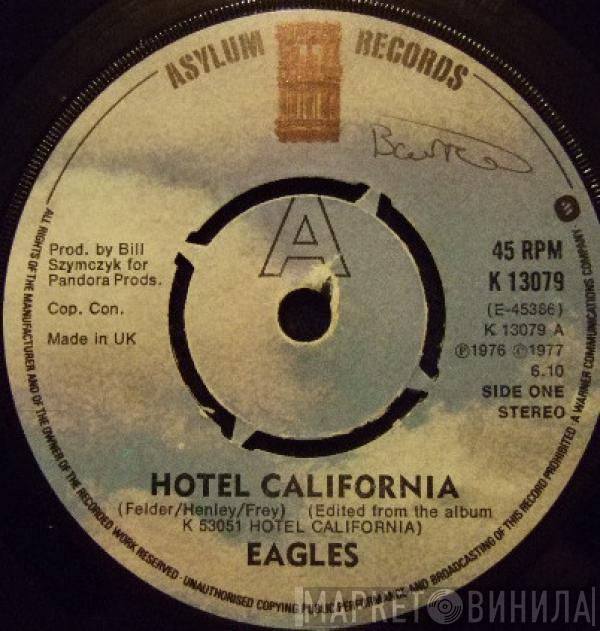 ASYLUM RECORDS
A
Prod. by Bill
Szymczyk for
Pandora Prods.
Cop. Con.
Made in UK
45 RPM
K 13079
(E-45386)
K 13079 A
℗1976 ©1977
6.10
SIDE ONE
STEREO
HOTEL CALIFORNIA
(Felder/Henley/Frey) (Edited from the album
K 53051 HOTEL CALIFORNIA)
EAGLES
ALL RIGHTS OF THE MANUFACTURER AND OF THE OWNER OF THE RECORDED WORK RESERVED · UNAUTHORISED COPYING PUBLIC PERFORMANCE AND BROADCASTING OF THIS RECORD PROHIBITED A WARNER COMMUNICATIONS COMPANY
МАРКЕТ ВИНИЛА